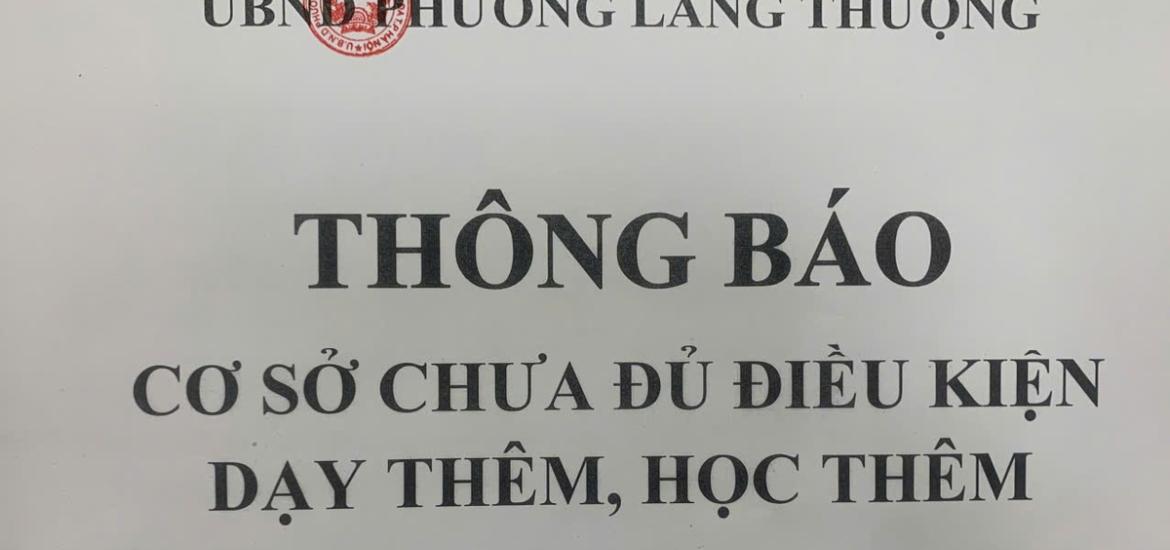 UBND PHƯỜNG LÁNG THƯỢNG
THÔNG BÁO
CƠ SỞ CHƯA ĐỦ ĐIỀU KIỆN
DẠY THÊM, HỌC THÊM